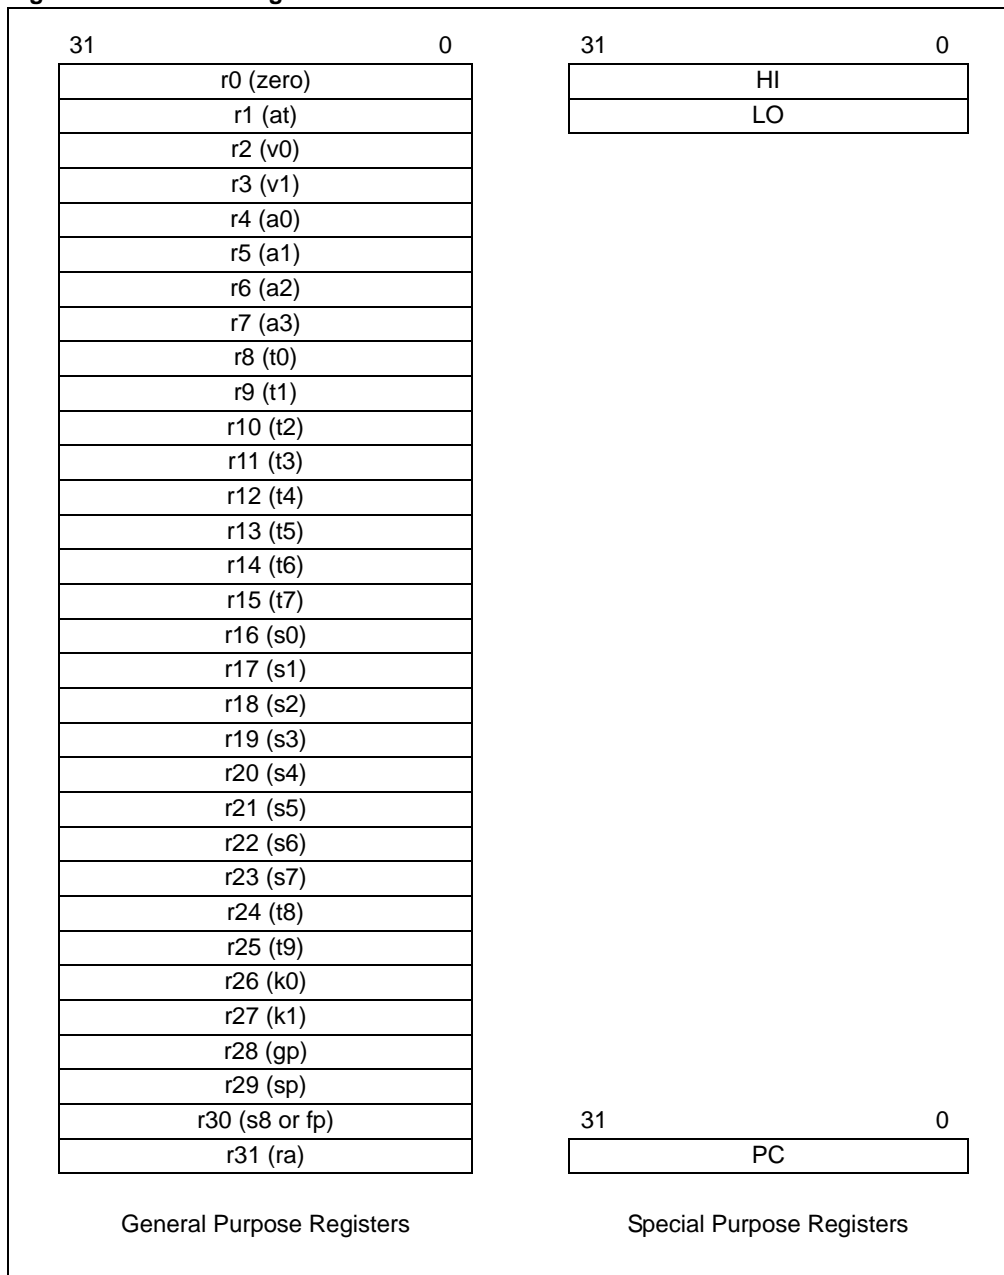 31 0
r0 (zero)
r1 (at)
r2 (v0)
r3 (v1)
r4 (a0)
r5 (a1)
r6 (a2)
r7 (a3)
r8 (t0)
r9 (t1)
r10 (t2)
r11 (t3)
r12 (t4)
r13 (t5)
r14 (t6)
r15 (t7)
r16 (s0)
r17 (s1)
r18 (s2)
r19 (s3)
r20 (s4)
r21 (s5)
r22 (s6)
r23 (s7)
r24 (t8)
r25 (t9)
r26 (k0)
r27 (k1)
r28 (gp)
r29 (sp)
r30 (s8 or fp)
r31 (ra)
General Purpose Registers
31 0
HI
LO
31 0
PC
Special Purpose Registers